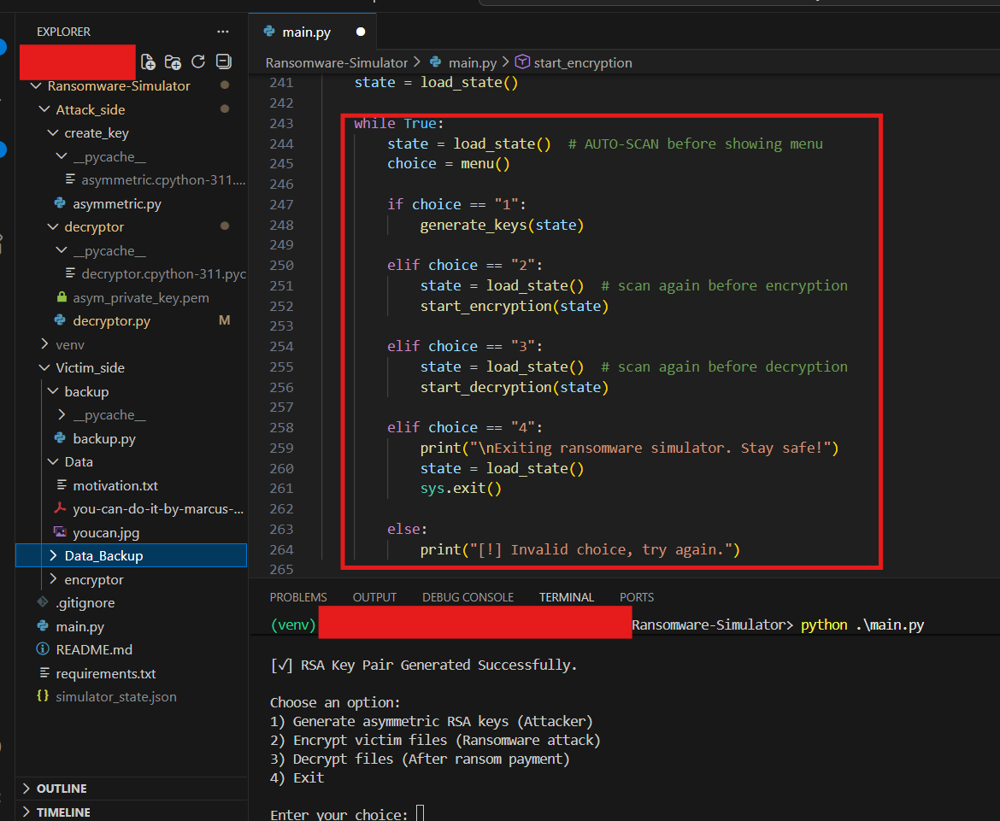 EXPLORER
...
Ransomware-Simulator
Attack_side
create_key
__pycache__
asymmetric.cpython-311....
asymmetric.py
decryptor
__pycache__
decryptor.cpython-311.pyc
asym_private_key.pem
decryptor.py M
venv
Victim_side
backup
__pycache__
backup.py
Data
motivation.txt
you-can-do-it-by-marcus-...
youcan.jpg
Data_Backup
encryptor
.gitignore
main.py
README.md
requirements.txt
simulator_state.json
OUTLINE
TIMELINE
main.py
Ransomware-Simulator > main.py > start_encryption
241 state = load_state()
242
243 while True:
244 state = load_state() # AUTO-SCAN before showing menu
245 choice = menu()
246
247 if choice == "1":
248 generate_keys(state)
249
250 elif choice == "2":
251 state = load_state() # scan again before encryption
252 start_encryption(state)
253
254 elif choice == "3":
255 state = load_state() # scan again before decryption
256 start_decryption(state)
257
258 elif choice == "4":
259 print("\nExiting ransomware simulator. Stay safe!")
260 state = load_state()
261 sys.exit()
262
263 else:
264 print("[!] Invalid choice, try again.")
265
PROBLEMS OUTPUT DEBUG CONSOLE TERMINAL PORTS
(venv) Ransomware-Simulator> python .\main.py
[✓] RSA Key Pair Generated Successfully.
Choose an option:
1) Generate asymmetric RSA keys (Attacker)
2) Encrypt victim files (Ransomware attack)
3) Decrypt files (After ransom payment)
4) Exit
Enter your choice: